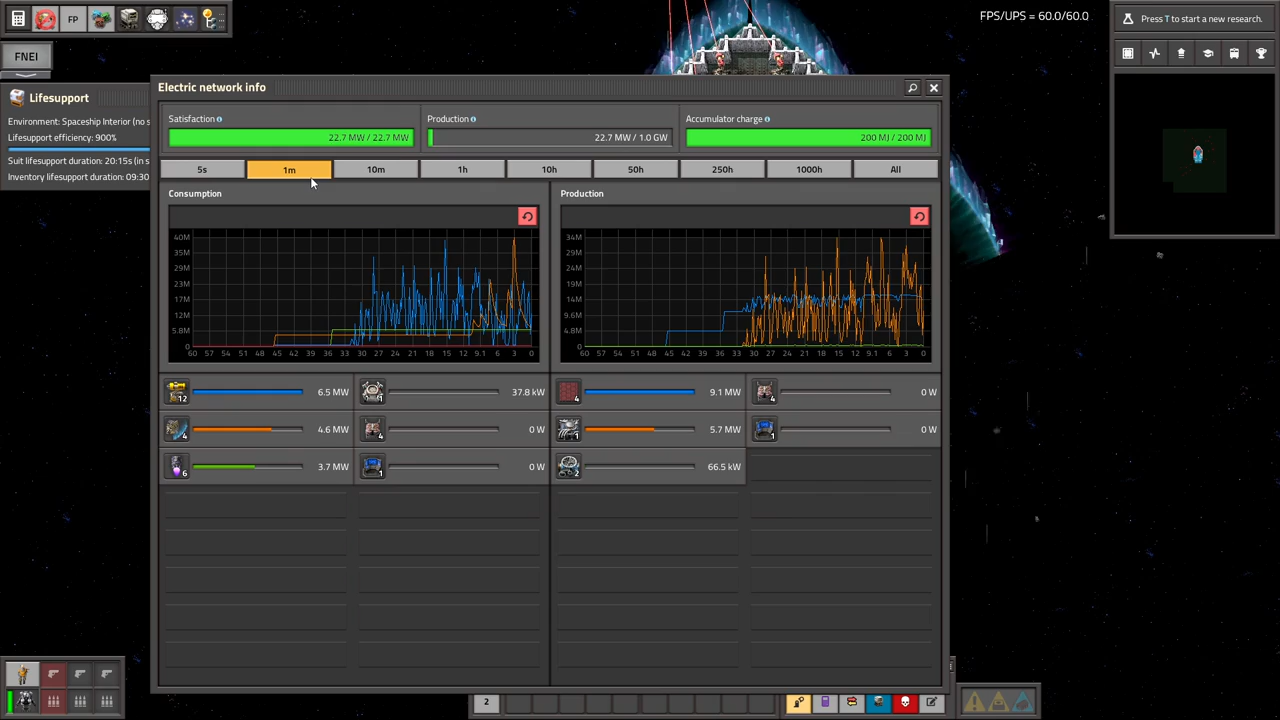 FP
FPS/UPS = 60.0/60.0
Press T to start a new research.
FNEI
Lifesupport
Environment: Spaceship Interior (no s
Lifesupport efficiency: 900%
Suit lifesupport duration: 20:15s (in s
Inventory lifesupport duration: 09:30
Electric network info
Satisfaction Production Accumulator charge
22.7 MW / 22.7 MW 22.7 MW / 1.0 GW 200 MJ / 200 MJ
5s 1m 10m 1h 10h 50h 250h 1000h All
Consumption Production
40M
35M
29M
23M
17M
12M
5.8M
0
60 57 54 51 48 45 42 39 36 33 30 27 24 21 18 15 12 9.1 6 3 0
34M
29M
24M
19M
14M
9.6M
4.8M
0
60 57 54 51 48 45 42 39 36 33 30 27 24 21 18 15 12 9.1 6 3 0
12 6.5 MW 1 37.8 kW 4 9.1 MW 4 0 W
4 4.6 MW 4 0 W 1 5.7 MW 1 0 W
6 3.7 MW 1 0 W 2 66.5 kW
2